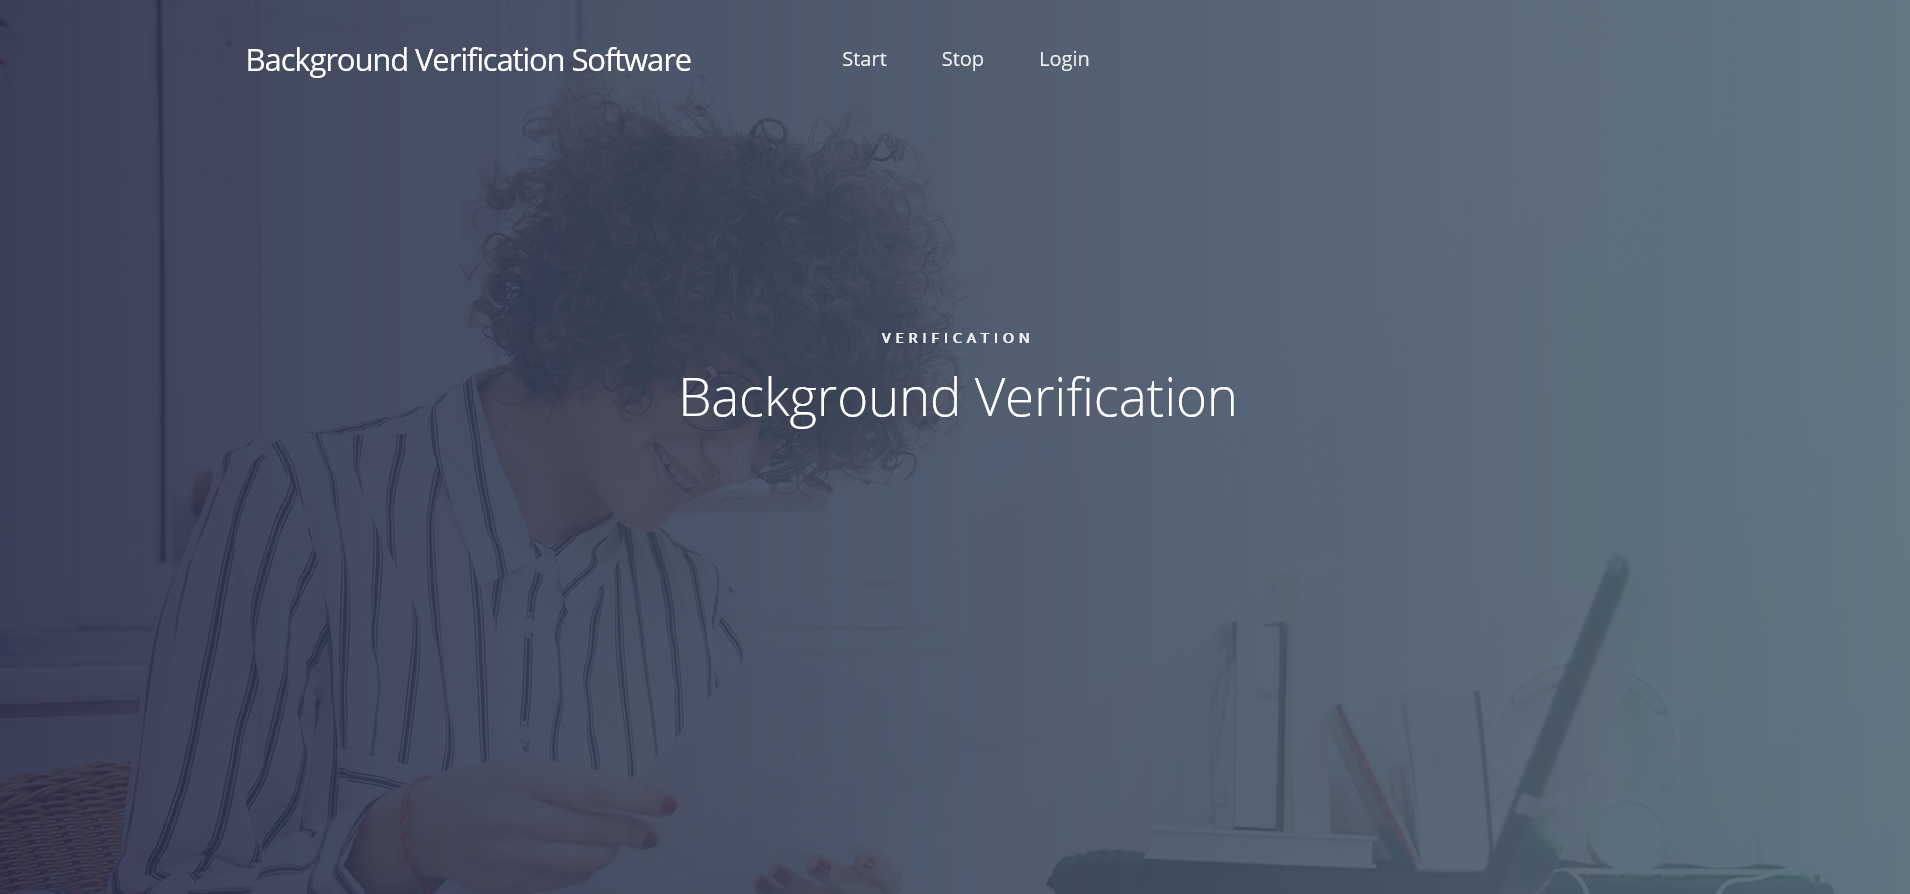 Background Verification Software
Start Stop Login
VERIFICATION
Background Verification